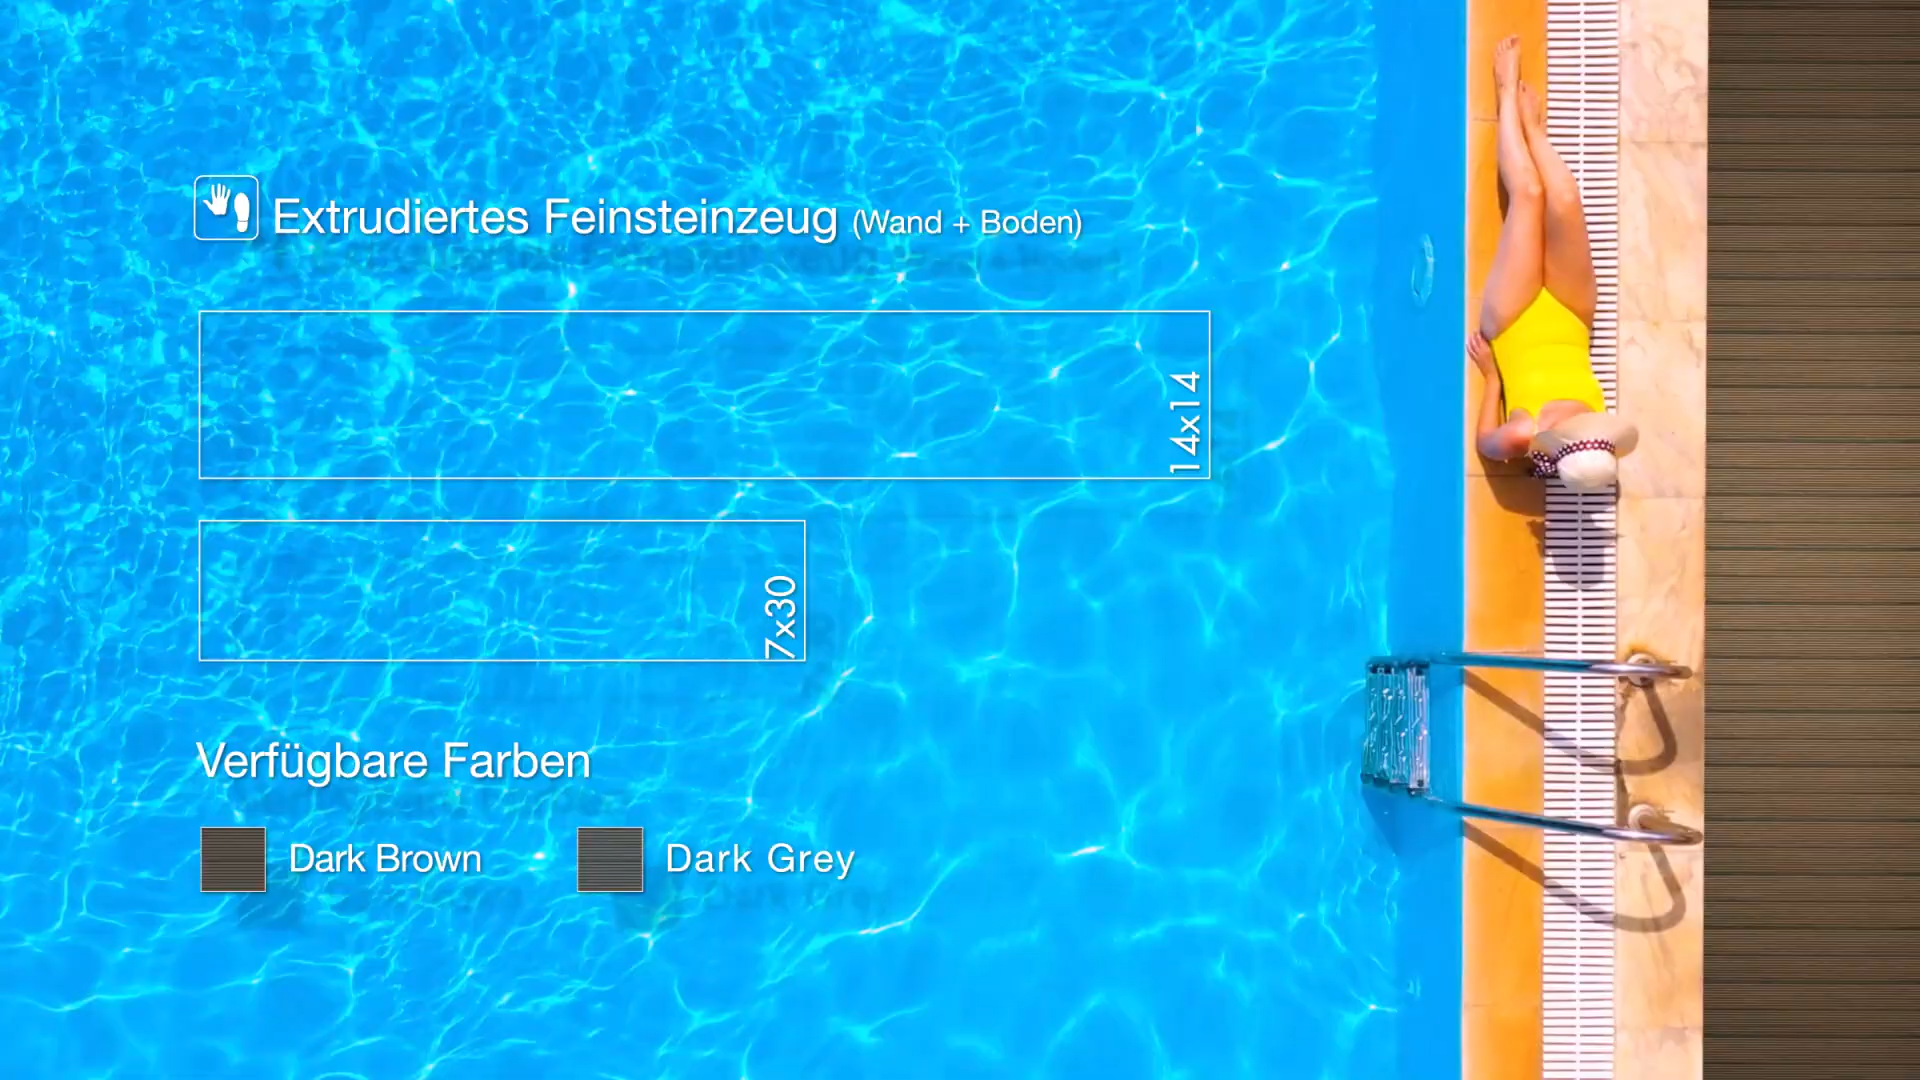 Extrudiertes Feinsteinzeug (Wand + Boden)
14x14
7x30
Verfügbare Farben
Dark Brown
Dark Grey